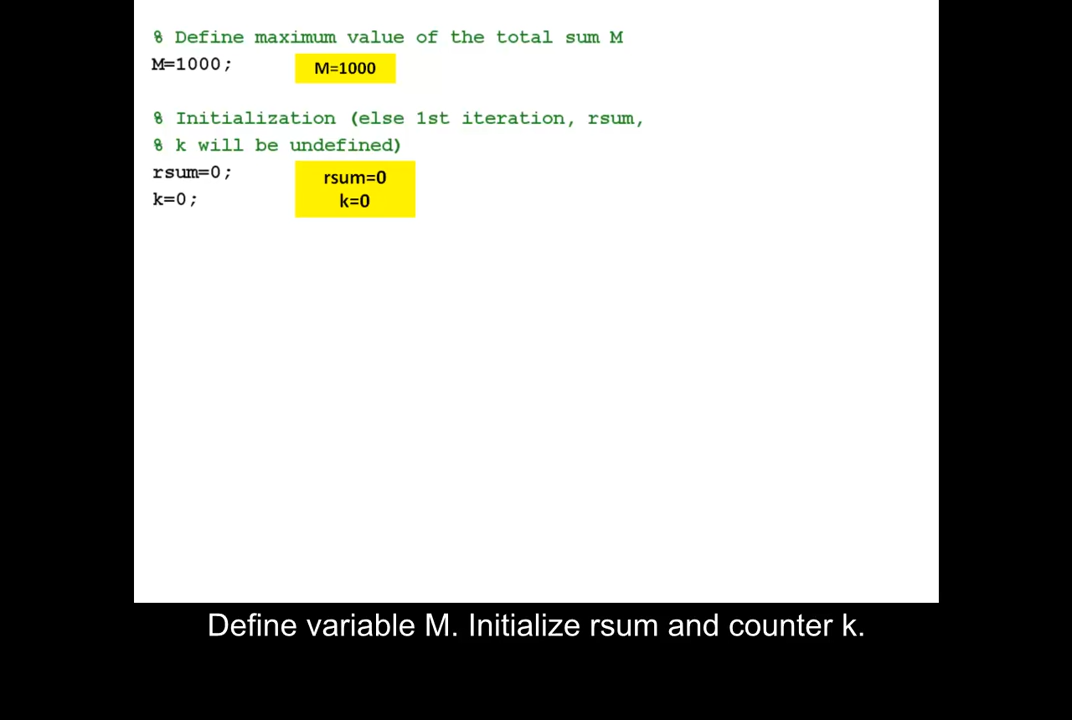 % Define maximum value of the total sum M
M=1000;
M=1000
% Initialization (else 1st iteration, rsum,
% k will be undefined)
rsum=0;
k=0;
rsum=0
k=0
Define variable M. Initialize rsum and counter k.